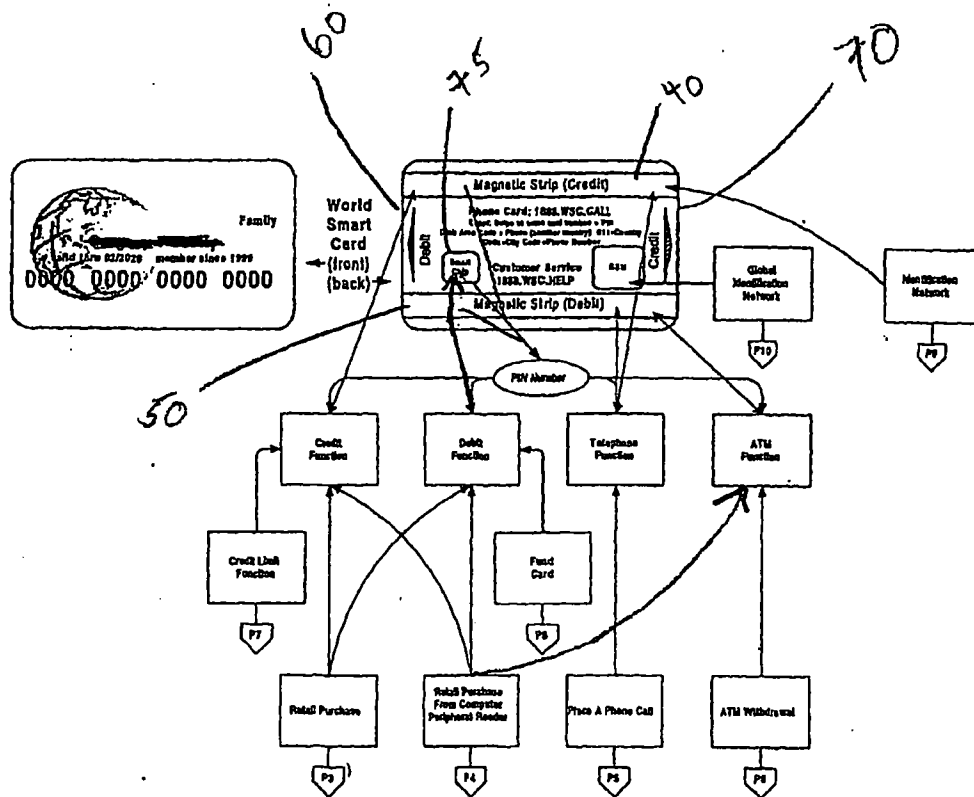 60
75
40
70
50
Family
02/2026 member since 1999
0000 0000 0000 0000
World
Smart
Card
(front)
(back)
Magnetic Strip (Credit)
Phone Card: 1888.WSC.CALL
Debit
Credit
Customer Service
1888.WSC.HELP
Magnetic Strip (Debit)
Global
Identification
Network
P10
Identification
Network
P9
PIN Number
Credit
Function
Debit
Function
Telephone
Function
ATM
Function
Credit Limit
Function
P7
Fund
Card
P8
Retail Purchase
P3
Retail Purchase
From Computer
Peripheral Reader
P4
Place A Phone Call
P5
ATM Withdrawal
P6